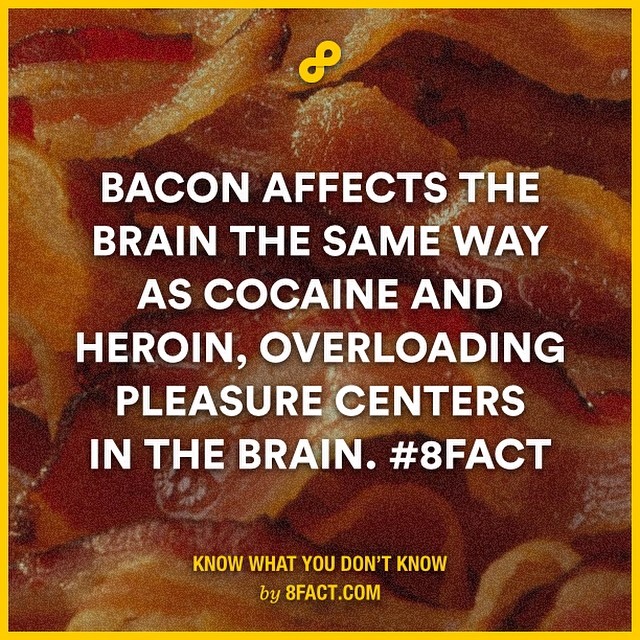 BACON AFFECTS THE
BRAIN THE SAME WAY
AS COCAINE AND
HEROIN, OVERLOADING
PLEASURE CENTERS
IN THE BRAIN. #8FACT
KNOW WHAT YOU DON'T KNOW
by 8FACT.COM